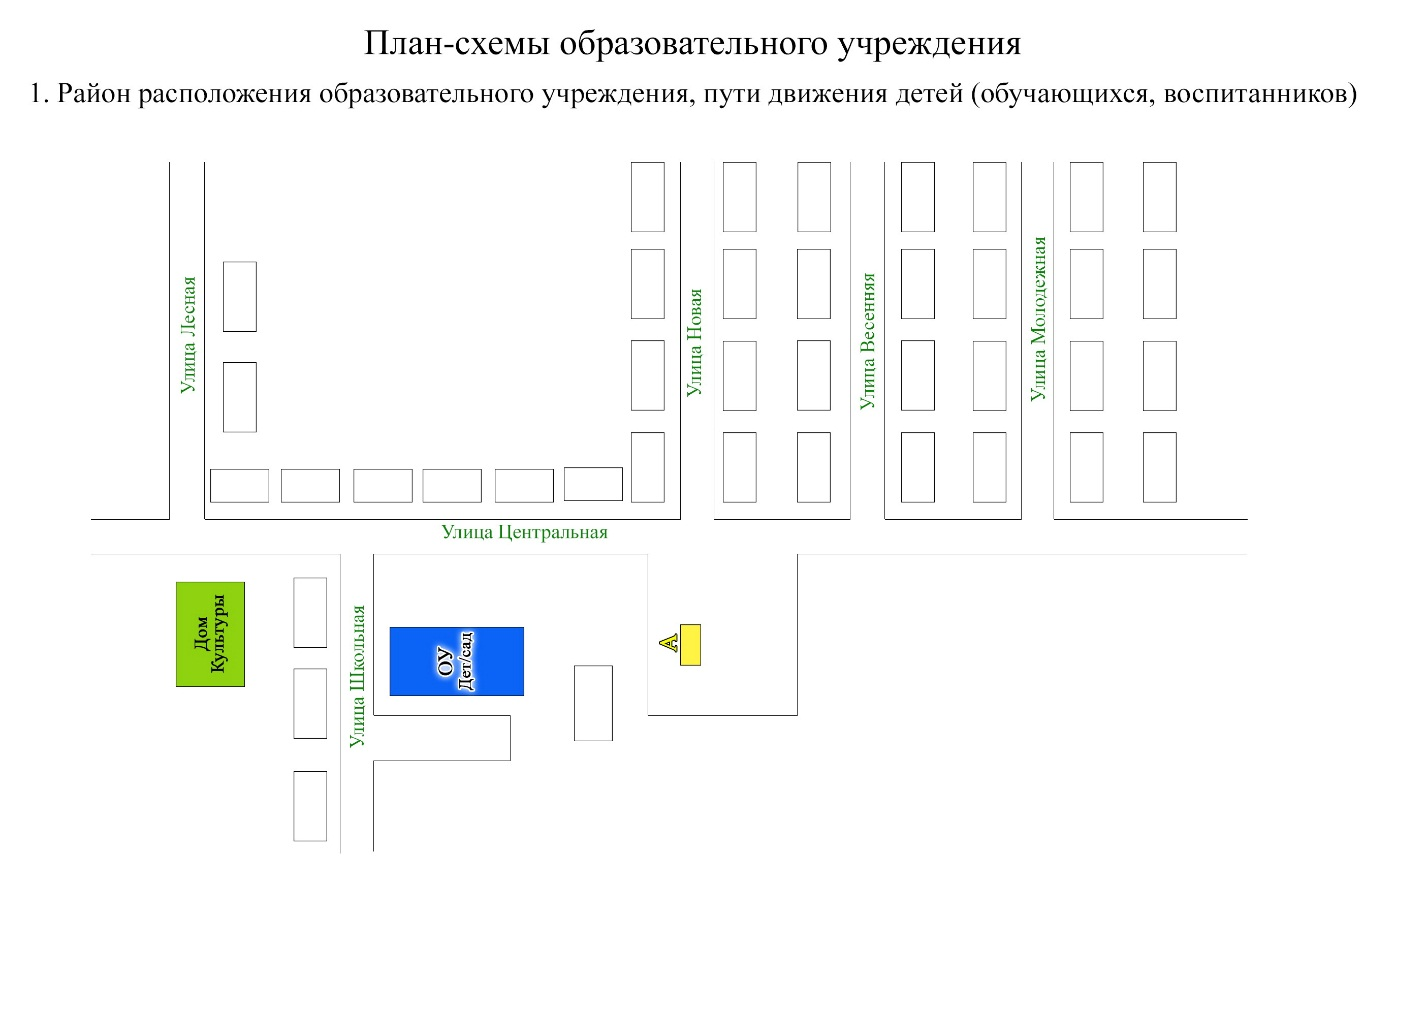 План-схемы образовательного учреждения
1. Район расположения образовательного учреждения, пути движения детей (обучающихся, воспитанников)
Улица Лесная
Улица Новая
Улица Весенняя
Улица Молодежная
Улица Центральная
Дом
Культуры
Улица Школьная
ОУ
Дет/сад
А